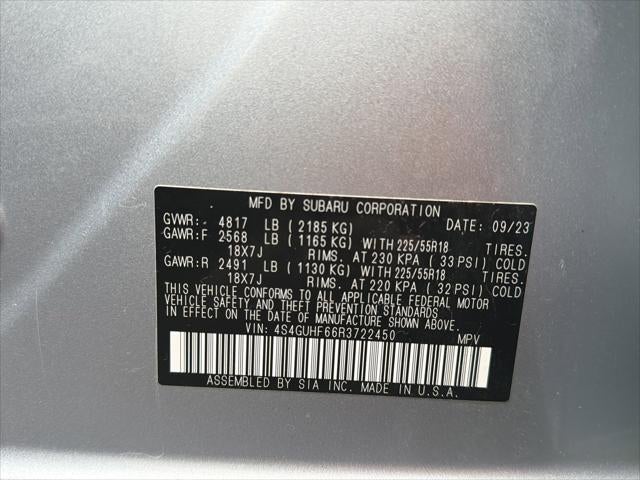 MFD BY SUBARU CORPORATION DATE: 09/23
GVWR: 4817 LB ( 2185 KG)
GAWR:F 2568 LB ( 1165 KG) WITH 225/55R18 TIRES.
18X7J RIMS. AT 230 KPA ( 33 PSI) COLD
GAWR:R 2491 LB ( 1130 KG) WITH 225/55R18 TIRES.
18X7J RIMS. AT 220 KPA ( 32 PSI) COLD
THIS VEHICLE CONFORMS TO ALL APPLICABLE FEDERAL MOTOR
VEHICLE SAFETY AND THEFT PREVENTION STANDARDS IN EFFECT
ON THE DATE OF MANUFACTURE SHOWN ABOVE.
VIN: 4S4GUHF66R3722450 MPV
ASSEMBLED BY SIA INC. MADE IN U.S.A.